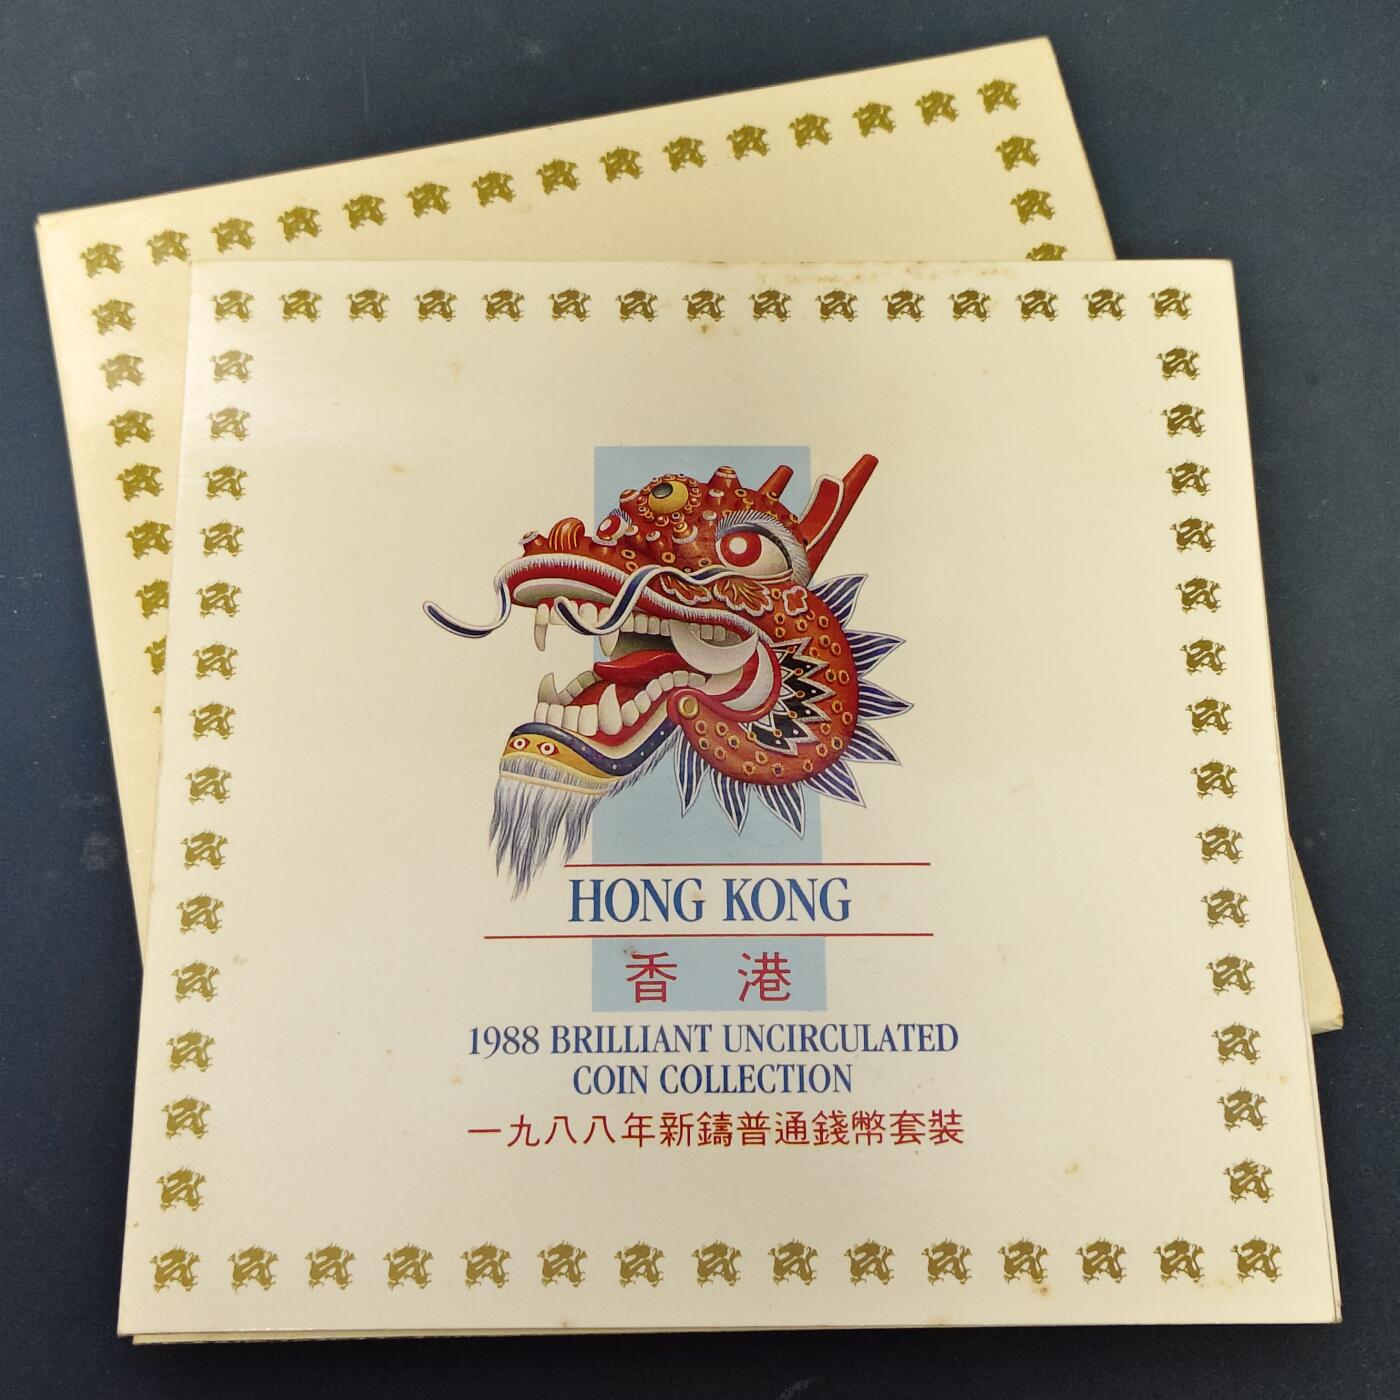 HONG KONG
香 港
1988 BRILLIANT UNCIRCULATED
COIN COLLECTION
一九八八年新鑄普通錢幣套裝